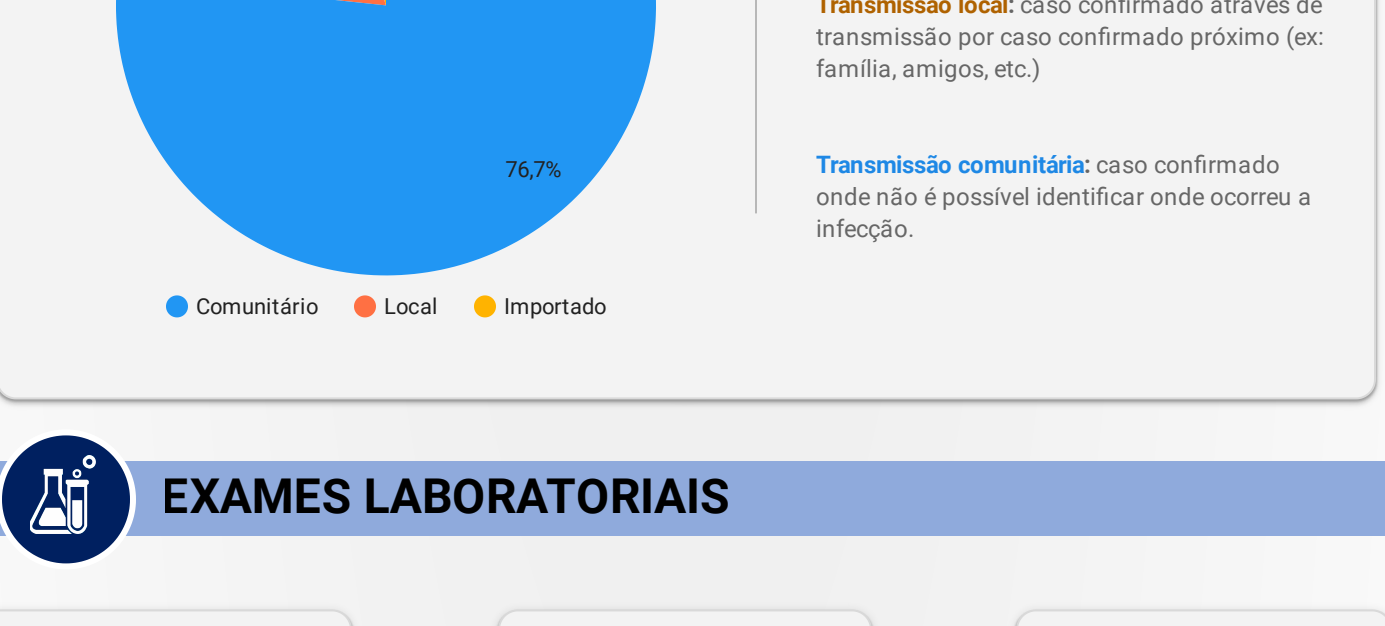 Transmissão local: caso confirmado através de
transmissão por caso confirmado próximo (ex:
família, amigos, etc.)
76,7%
Transmissão comunitária: caso confirmado
onde não é possível identificar onde ocorreu a
infecção.
Comunitário Local Importado
EXAMES LABORATORIAIS